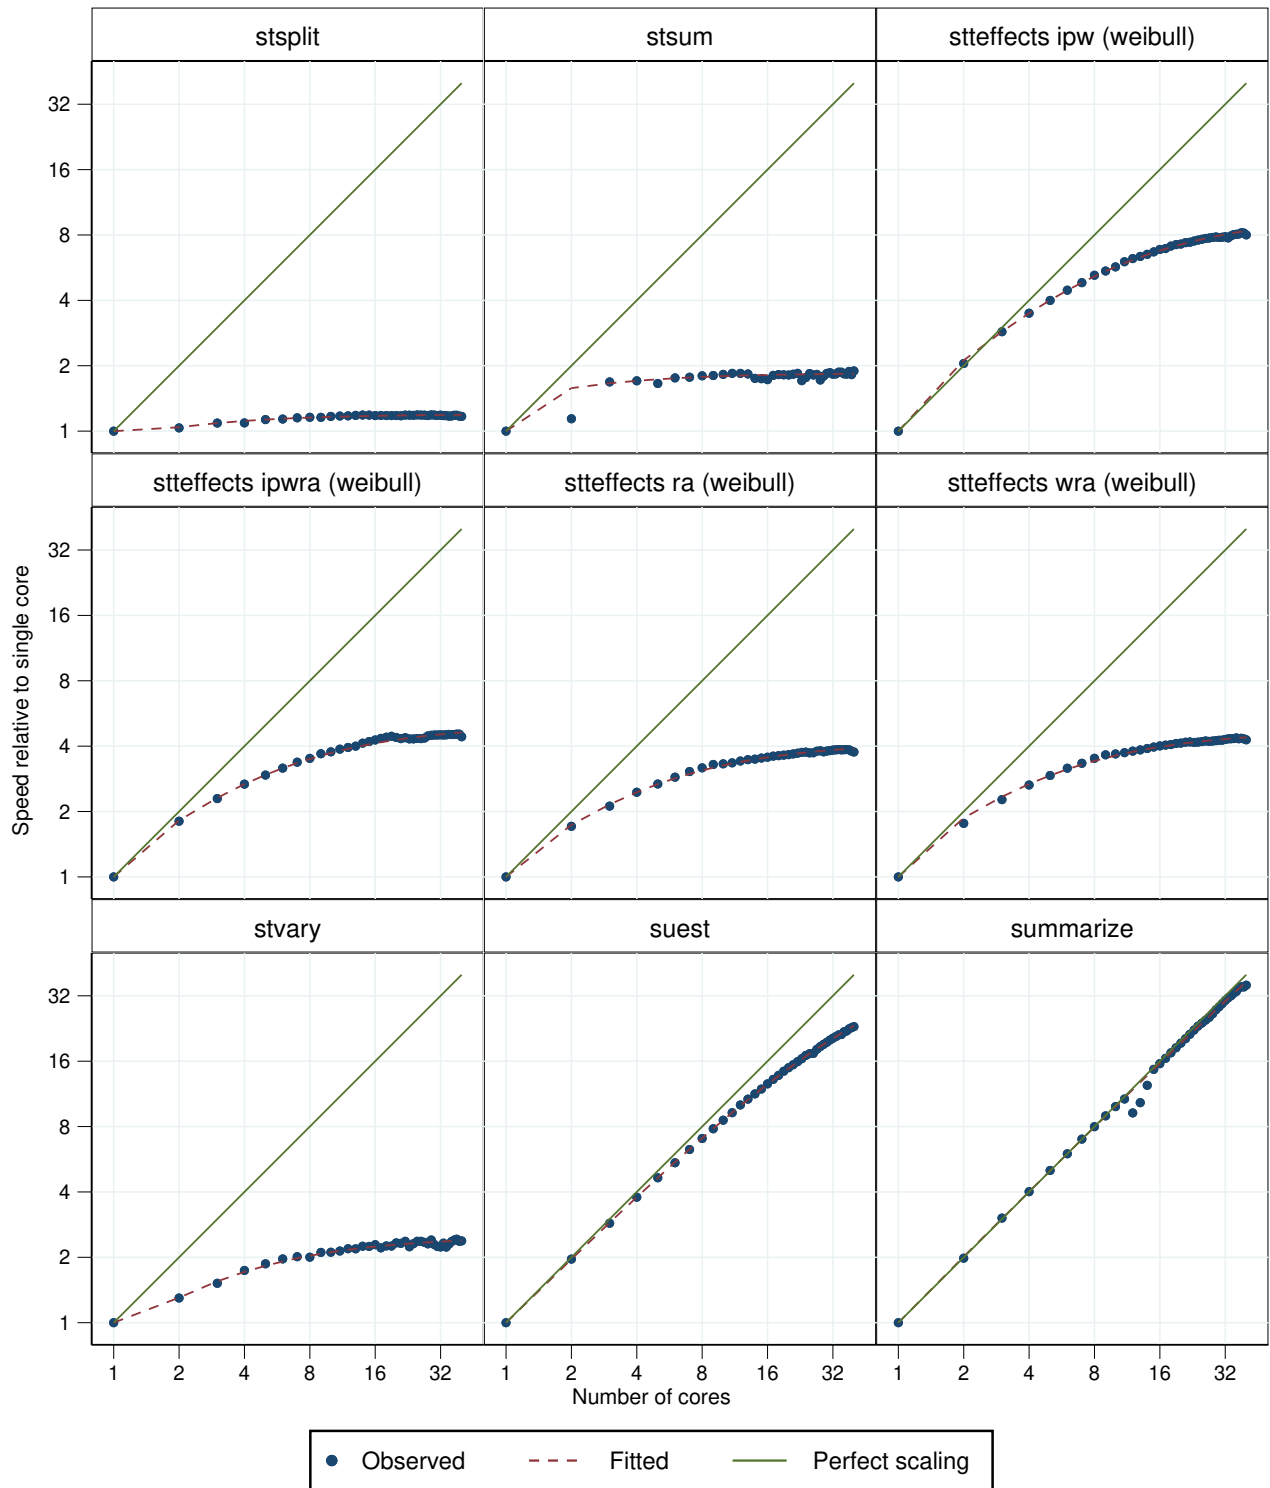 stsplit
stsum
stteffects ipw (weibull)
32
16
8
4
2
1
stteffects ipwra (weibull)
stteffects ra (weibull)
stteffects wra (weibull)
32
16
8
4
2
1
Speed relative to single core
stvary
suest
summarize
32
16
8
4
2
1
1 2 4 8 16 32 1 2 4 8 16 32 1 2 4 8 16 32
Number of cores
Observed Fitted Perfect scaling